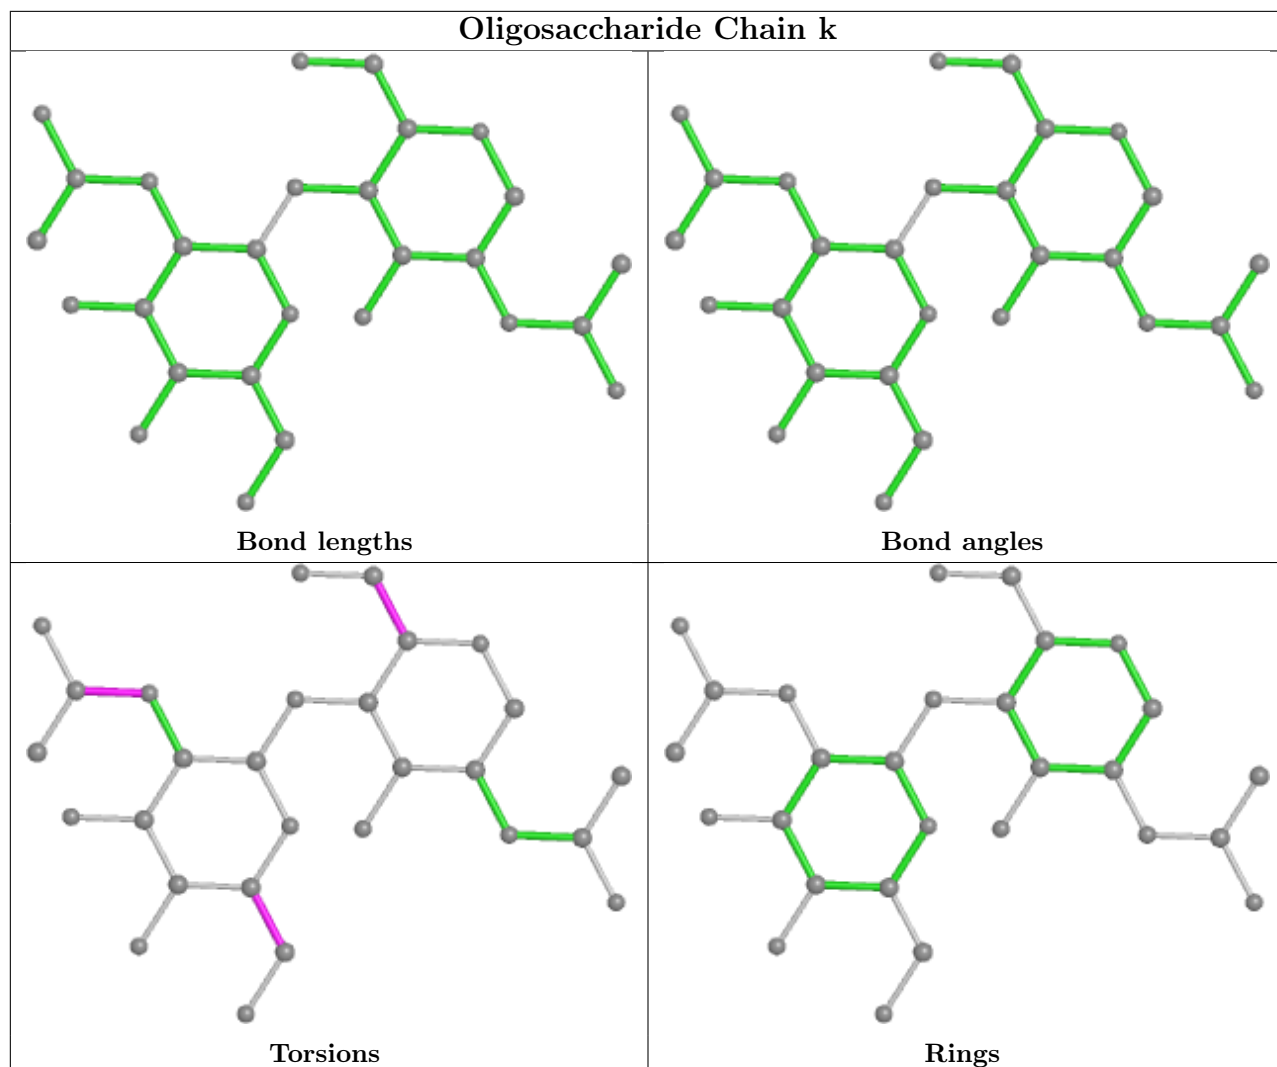 Oligosaccharide Chain k
Bond lengths
Bond angles
Torsions
Rings